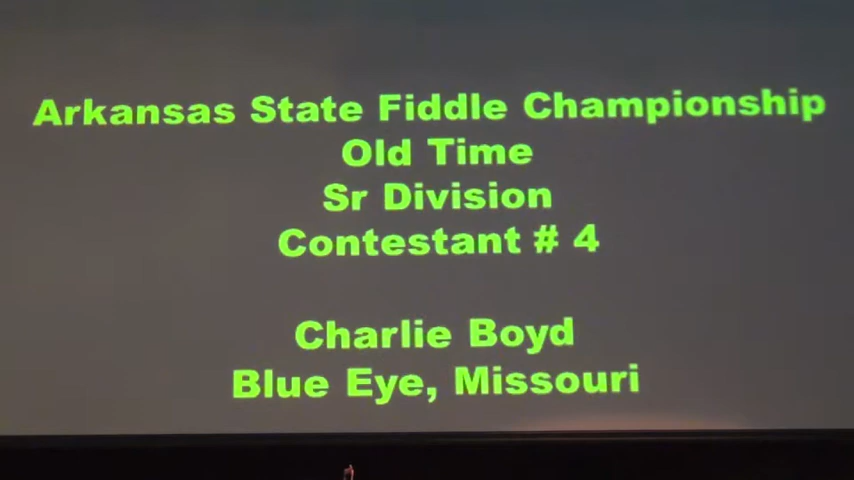 Arkansas State Fiddle Championship
Old Time
Sr Division
Contestant # 4
Charlie Boyd
Blue Eye, Missouri